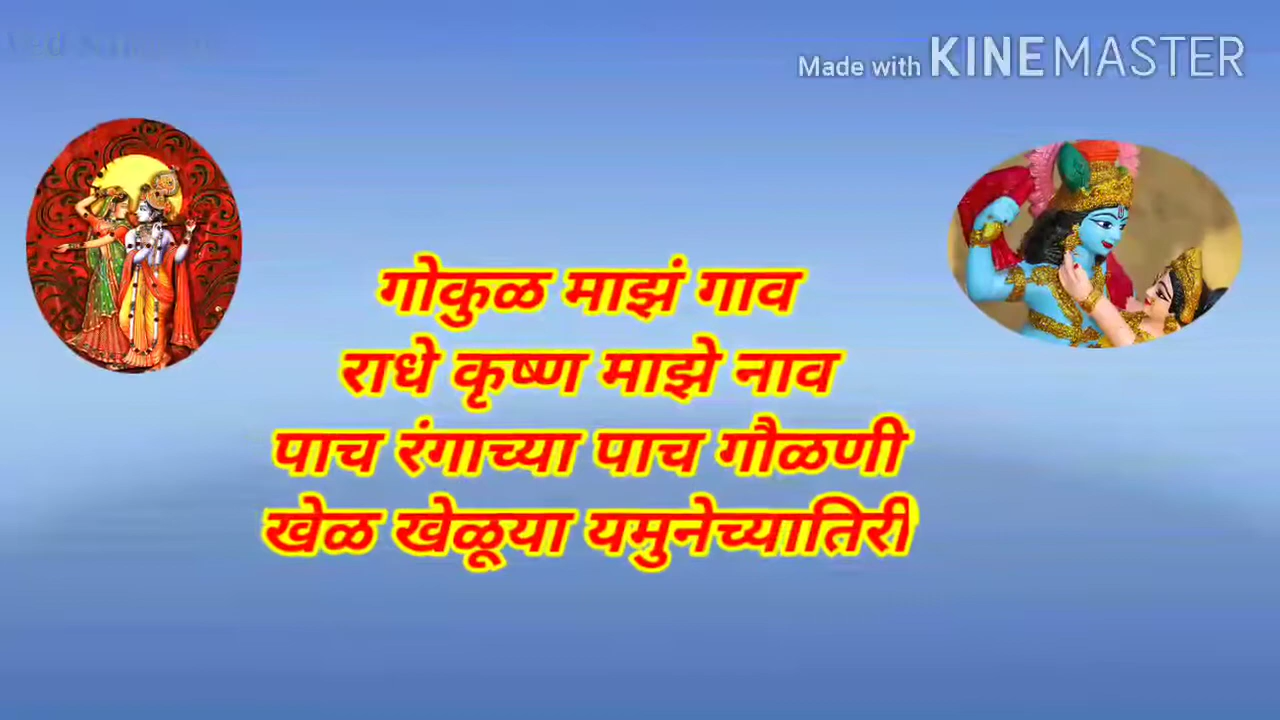 Made with KINEMASTER
गोकुळ माझं गाव
राधे कृष्ण माझे नाव
पाच रंगाच्या पाच गौळणी
खेळ खेळूया यमुनेच्यातिरी